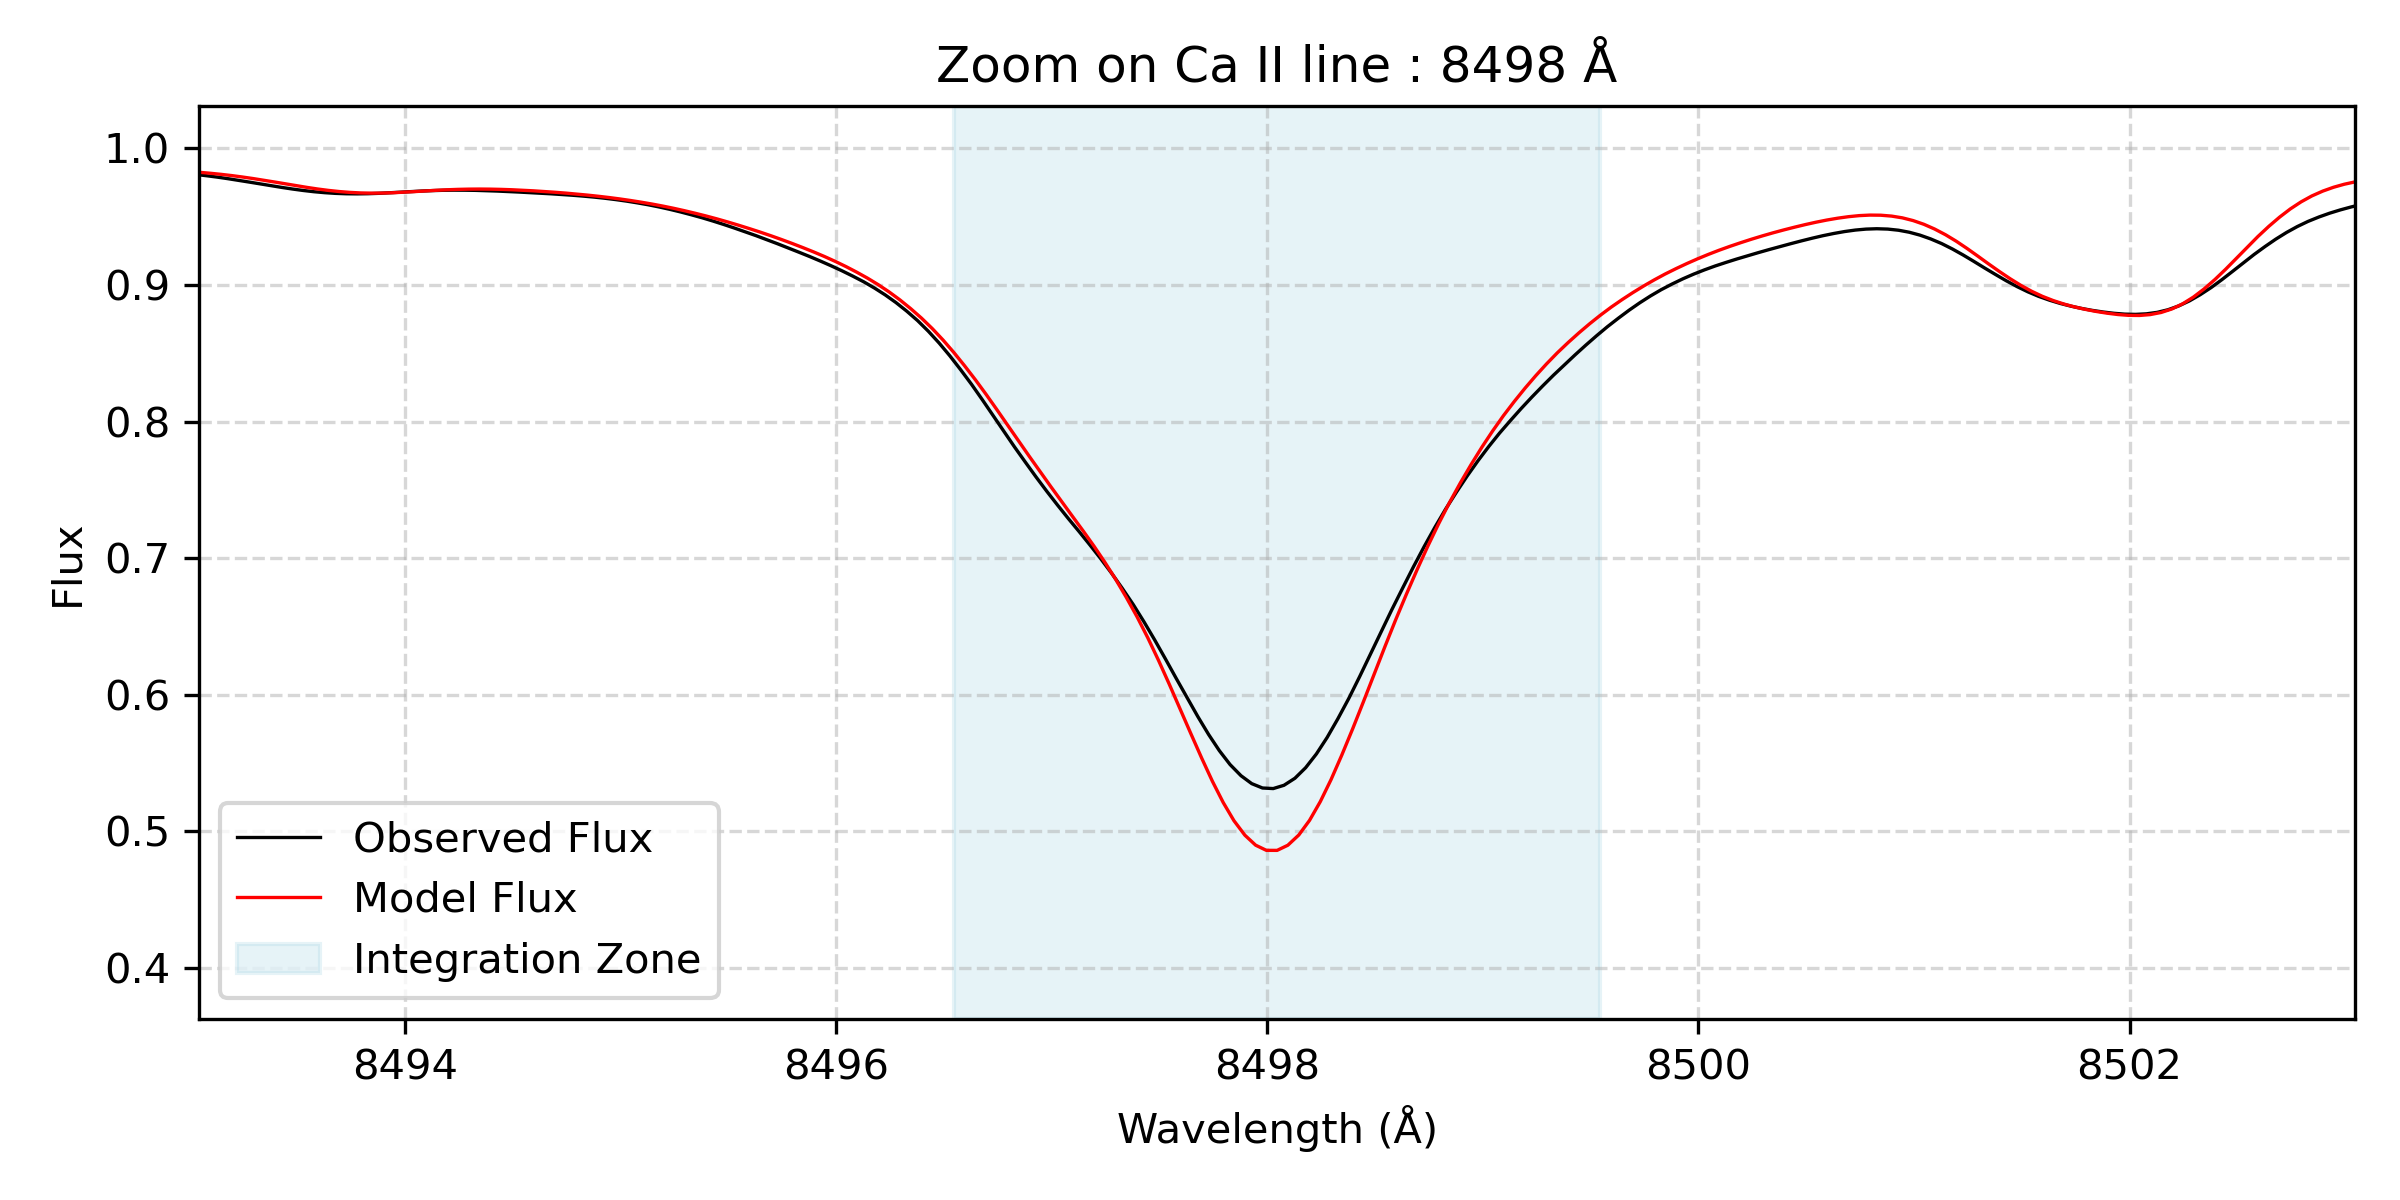 Zoom on Ca II line : 8498 Å
1.0
0.9
0.8
0.7
0.6
0.5
0.4
Flux
Observed Flux
Model Flux
Integration Zone
8494 8496 8498 8500 8502
Wavelength (Å)